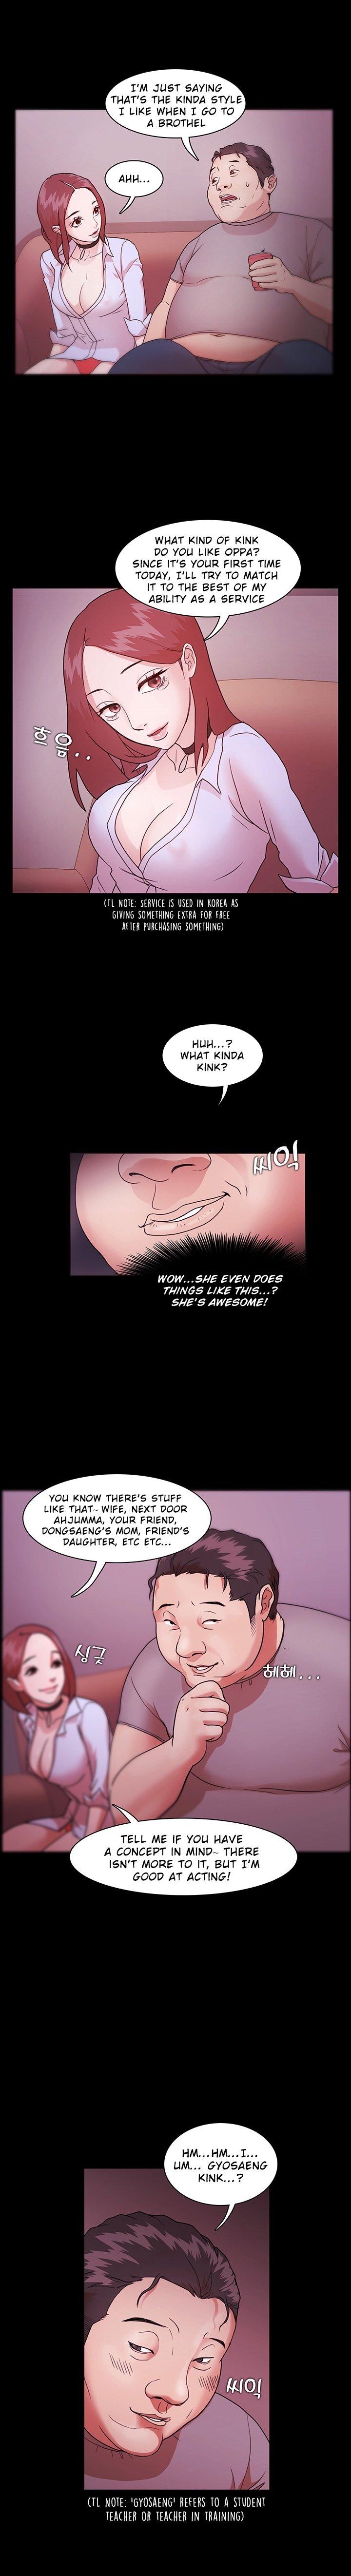 I'M JUST SAYING
THAT'S THE KINDA STYLE
I LIKE WHEN I GO TO
A BROTHEL
AHH...
WHAT KIND OF KINK
DO YOU LIKE OPPA?
SINCE IT'S YOUR FIRST TIME
TODAY, I'LL TRY TO MATCH
IT TO THE BEST OF MY
ABILITY AS A SERVICE
흐음..
(TL NOTE: SERVICE IS USED IN KOREA AS
GIVING SOMETHING EXTRA FOR FREE
AFTER PURCHASING SOMETHING)
HUH...?
WHAT KINDA
KINK?
씨익
WOW...SHE EVEN DOES
THINGS LIKE THIS...?
SHE'S AWESOME!
YOU KNOW THERE'S STUFF
LIKE THAT~ WIFE, NEXT DOOR
AHJUMMA, YOUR FRIEND,
DONGSAENG'S MOM, FRIEND'S
DAUGHTER, ETC ETC...
싱긋
헤헤...
TELL ME IF YOU HAVE
A CONCEPT IN MIND~ THERE
ISN'T MORE TO IT, BUT I'M
GOOD AT ACTING!
HM...HM...I...
UM... GYOSAENG
KINK...?
씨익
(TL NOTE: 'GYOSAENG' REFERS TO A STUDENT
TEACHER OR TEACHER IN TRAINING)